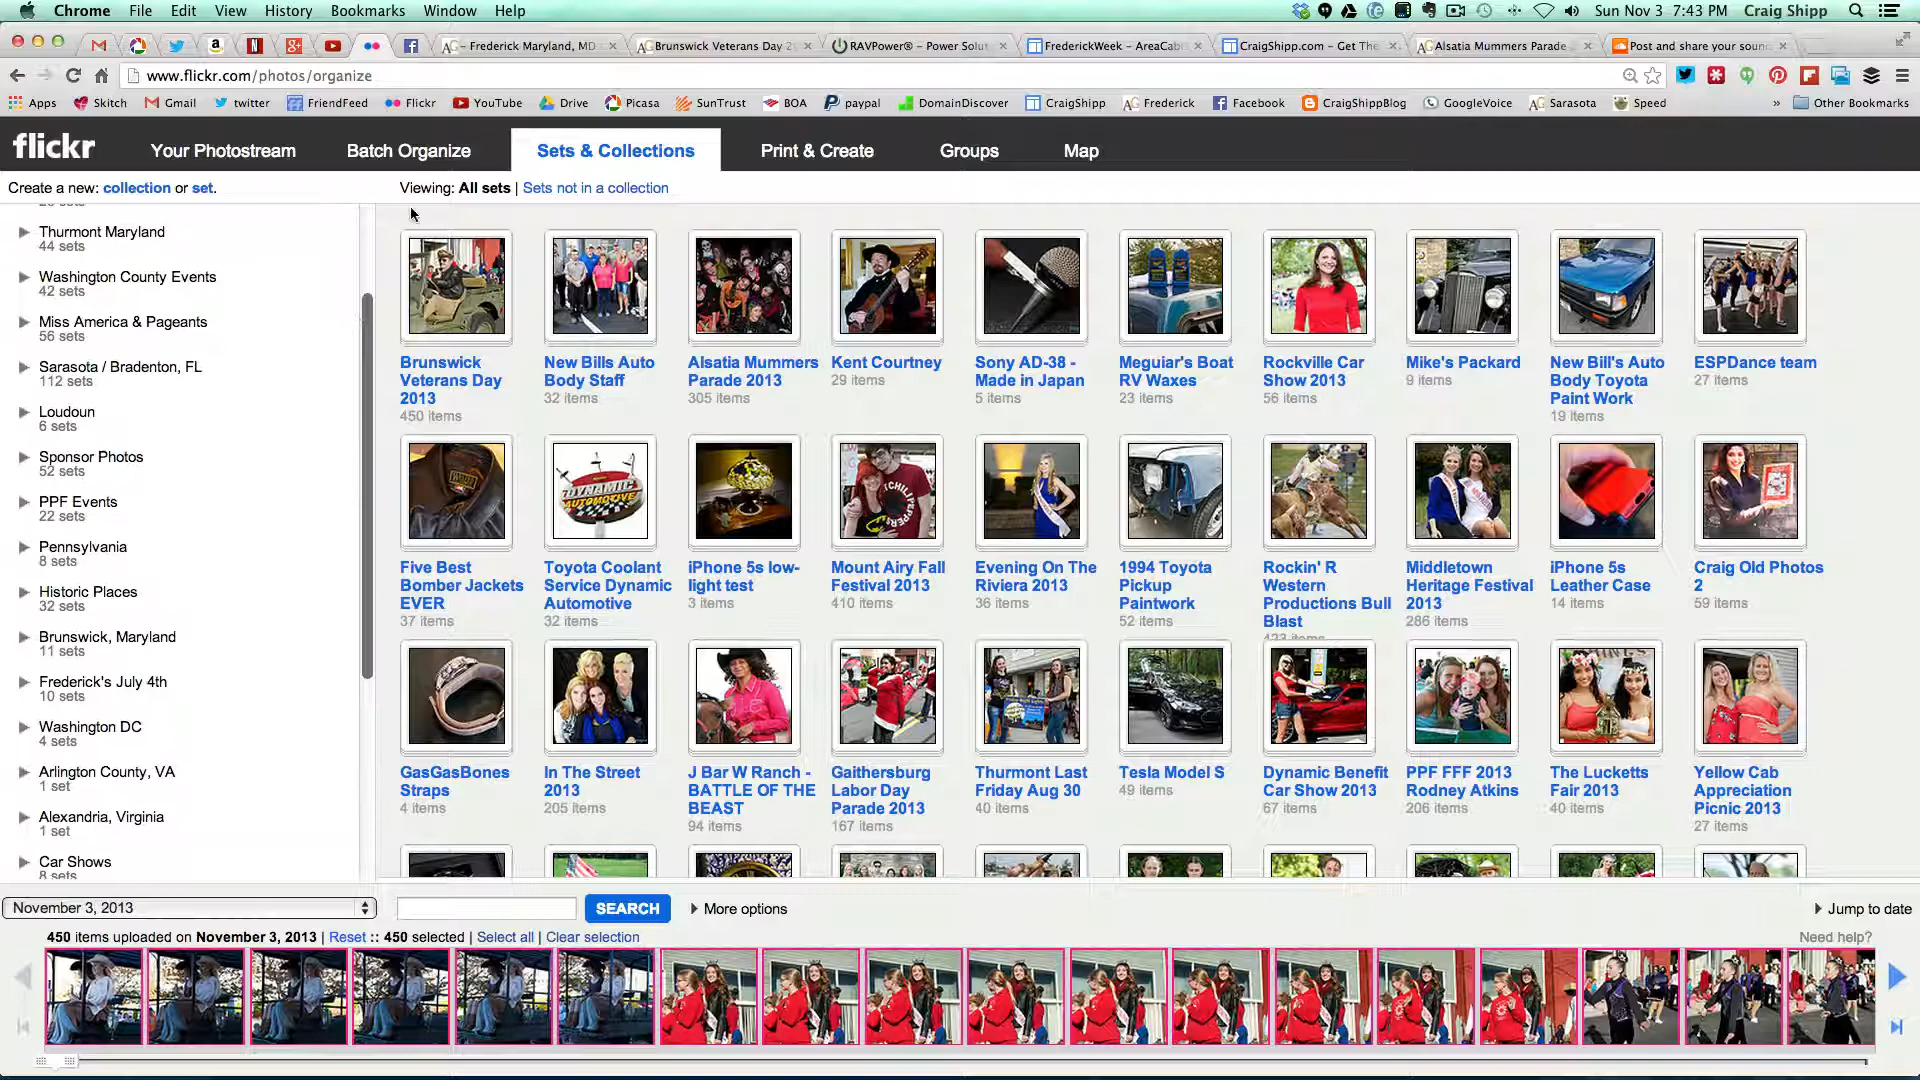 Chrome File Edit View History Bookmarks Window Help Sun Nov 3 7:43 PM Craig Shipp
AG - Frederick Maryland, MD
AG Brunswick Veterans Day 2
RAVPower® – Power Solut
FrederickWeek – AreaCabi
CraigShipp.com – Get The
AG Alsatia Mummers Parade
Post and share your soun
www.flickr.com/photos/organize
Apps Skitch Gmail twitter FriendFeed Flickr YouTube Drive Picasa SunTrust BOA paypal DomainDiscover CraigShipp Frederick Facebook CraigShippBlog GoogleVoice Sarasota Speed » Other Bookmarks
flickr Your Photostream Batch Organize Sets & Collections Print & Create Groups Map
Create a new: collection or set.
Viewing: All sets | Sets not in a collection
Thurmont Maryland
44 sets
Washington County Events
42 sets
Miss America & Pageants
56 sets
Sarasota / Bradenton, FL
112 sets
Loudoun
6 sets
Sponsor Photos
52 sets
PPF Events
22 sets
Pennsylvania
8 sets
Historic Places
32 sets
Brunswick, Maryland
11 sets
Frederick's July 4th
10 sets
Washington DC
4 sets
Arlington County, VA
1 set
Alexandria, Virginia
1 set
Car Shows
8 sets
Brunswick
Veterans Day
2013
450 items
New Bills Auto
Body Staff
32 items
Alsatia Mummers
Parade 2013
305 items
Kent Courtney
29 items
Sony AD-38 -
Made in Japan
5 items
Meguiar's Boat
RV Waxes
23 items
Rockville Car
Show 2013
56 items
Mike's Packard
9 items
New Bill's Auto
Body Toyota
Paint Work
19 items
ESPDance team
27 items
DYNAMIC
AUTOMOTIVE
Five Best
Bomber Jackets
EVER
37 items
Toyota Coolant
Service Dynamic
Automotive
32 items
iPhone 5s low-
light test
3 items
Mount Airy Fall
Festival 2013
410 items
Evening On The
Riviera 2013
36 items
1994 Toyota
Pickup
Paintwork
52 items
Rockin' R
Western
Productions Bull
Blast
423 items
Middletown
Heritage Festival
2013
286 items
iPhone 5s
Leather Case
14 items
Craig Old Photos
2
59 items
GasGasBones
Straps
4 items
In The Street
2013
205 items
J Bar W Ranch -
BATTLE OF THE
BEAST
94 items
Gaithersburg
Labor Day
Parade 2013
167 items
Thurmont Last
Friday Aug 30
40 items
Tesla Model S
49 items
Dynamic Benefit
Car Show 2013
67 items
PPF FFF 2013
Rodney Atkins
206 items
The Lucketts
Fair 2013
40 items
Yellow Cab
Appreciation
Picnic 2013
27 items
November 3, 2013
SEARCH
More options
Jump to date
450 items uploaded on November 3, 2013 | Reset :: 450 selected | Select all | Clear selection
Need help?